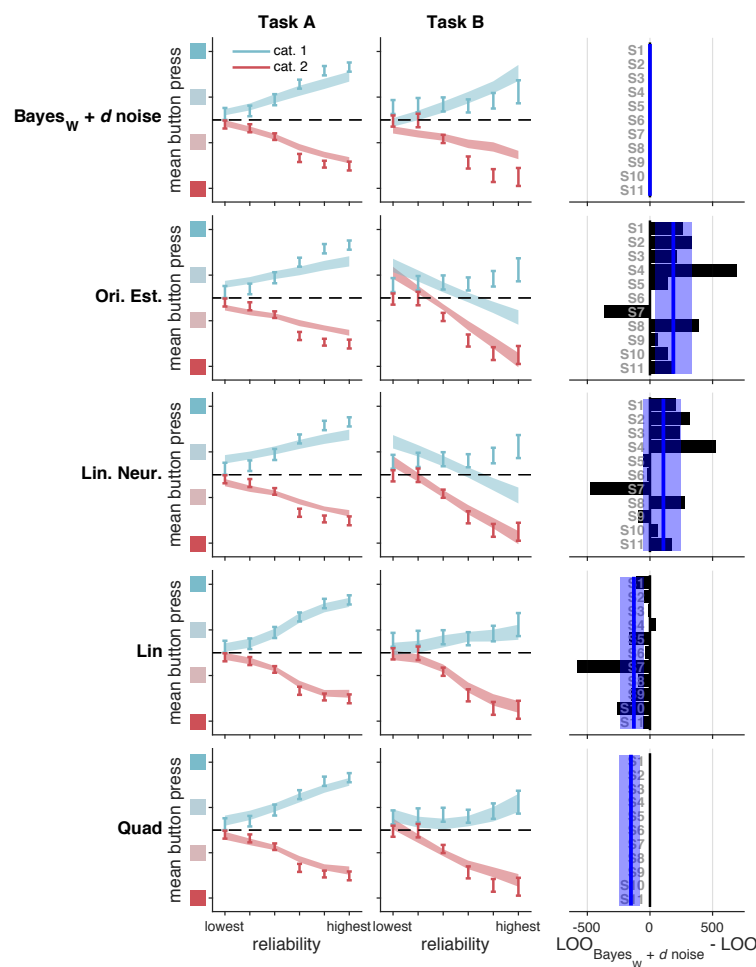 Task A Task B
cat. 1
cat. 2
mean button press
Bayes_W + d noise
S1
S2
S3
S4
S5
S6
S7
S8
S9
S10
S11
mean button press
Ori. Est.
S1
S2
S3
S4
S5
S6
S7
S8
S9
S10
S11
mean button press
Lin. Neur.
S1
S2
S3
S4
S5
S6
S7
S8
S9
S10
S11
mean button press
Lin
S1
S2
S3
S4
S5
S6
S7
S8
S9
S10
S11
mean button press
Quad
S1
S2
S3
S4
S5
S6
S7
S8
S9
S10
S11
lowest highest lowest highest -500 0 500
reliability reliability LOO_Bayes_W + d noise - LOO